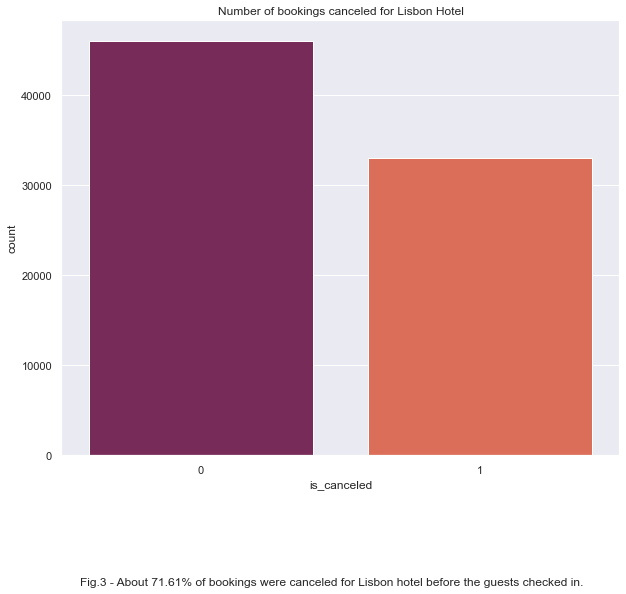 Number of bookings canceled for Lisbon Hotel
40000
30000
20000
10000
0
count
0 1
is_canceled
Fig.3 - About 71.61% of bookings were canceled for Lisbon hotel before the guests checked in.